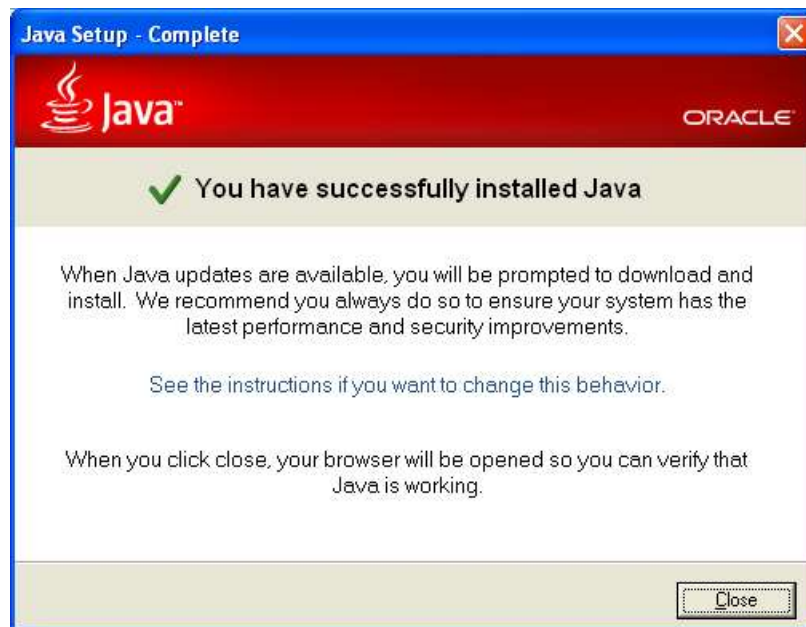 Java Setup - Complete
Java™
ORACLE
You have successfully installed Java
When Java updates are available, you will be prompted to download and
install. We recommend you always do so to ensure your system has the
latest performance and security improvements.
See the instructions if you want to change this behavior.
When you click close, your browser will be opened so you can verify that
Java is working.
Close